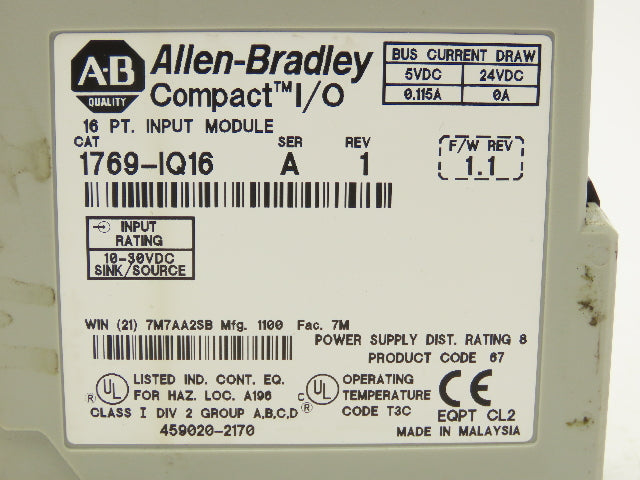 A·B
QUALITY
Allen-Bradley
Compact™I/O
BUS CURRENT DRAW
5VDC 24VDC
0.115A 0A
16 PT. INPUT MODULE
CAT SER REV
1769-IQ16 A 1
F/W REV
1.1
INPUT
RATING
10-30VDC
SINK/SOURCE
WIN (21) 7M7AA2SB Mfg. 1100 Fac. 7M
POWER SUPPLY DIST. RATING 8
PRODUCT CODE 67
UL ® LISTED IND. CONT. EQ.
FOR HAZ. LOC. A196
CLASS I DIV 2 GROUP A,B,C,D
C UL ® OPERATING
TEMPERATURE
CODE T3C
CE
EQPT CL2
459020-2170
MADE IN MALAYSIA